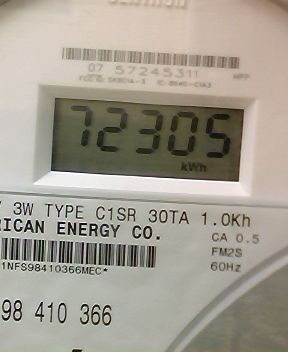 07 57245311 HPP
72305
kWh
3W TYPE C1SR 30TA 1.0Kh
RICAN ENERGY CO.
CA 0.5
FM2S
60Hz
1NFS98410366MEC*
98 410 366